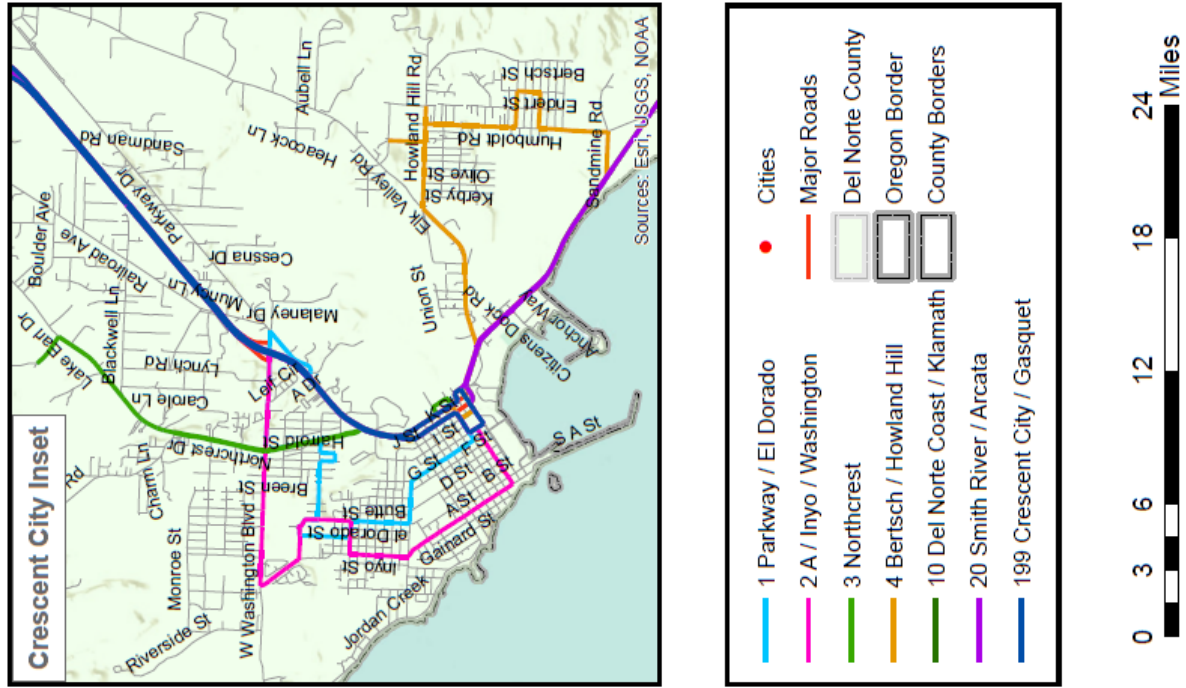 Crescent City Inset
Boulder Ave
Railroad Ave
Sandman Rd
Parkway Dr
Aubell Ln
Heacock Ln
Howland Hill Rd
Bertsch St
Endert St
Humboldt Rd
Olive St
Kerby St
Elk Valley Rd
Sandmine Rd
Lake Earl Dr
Blackwell Ln
Muncy Ln
Cessna Dr
Malaney Dr
Lynch Rd
Carole Ln
Union St
Citizens Dock Rd
Anchor Way
Rd
Charm Ln
Northcrest Dr
Harrold St
Leif Cir
A Dr
Breen St
Monroe St
W Washington Blvd
Riverside St
J St
K St
I St
F St
G St
D St
B St
A St
S A St
Butte St
el Dorado St
Inyo St
Gainard St
Jordan Creek
Sources: Esri, USGS, NOAA
1 Parkway / El Dorado
2 A / Inyo / Washington
3 Northcrest
4 Bertsch / Howland Hill
10 Del Norte Coast / Klamath
20 Smith River / Arcata
199 Crescent City / Gasquet
Cities
Major Roads
Del Norte County
Oregon Border
County Borders
0 3 6 12 18 24
Miles